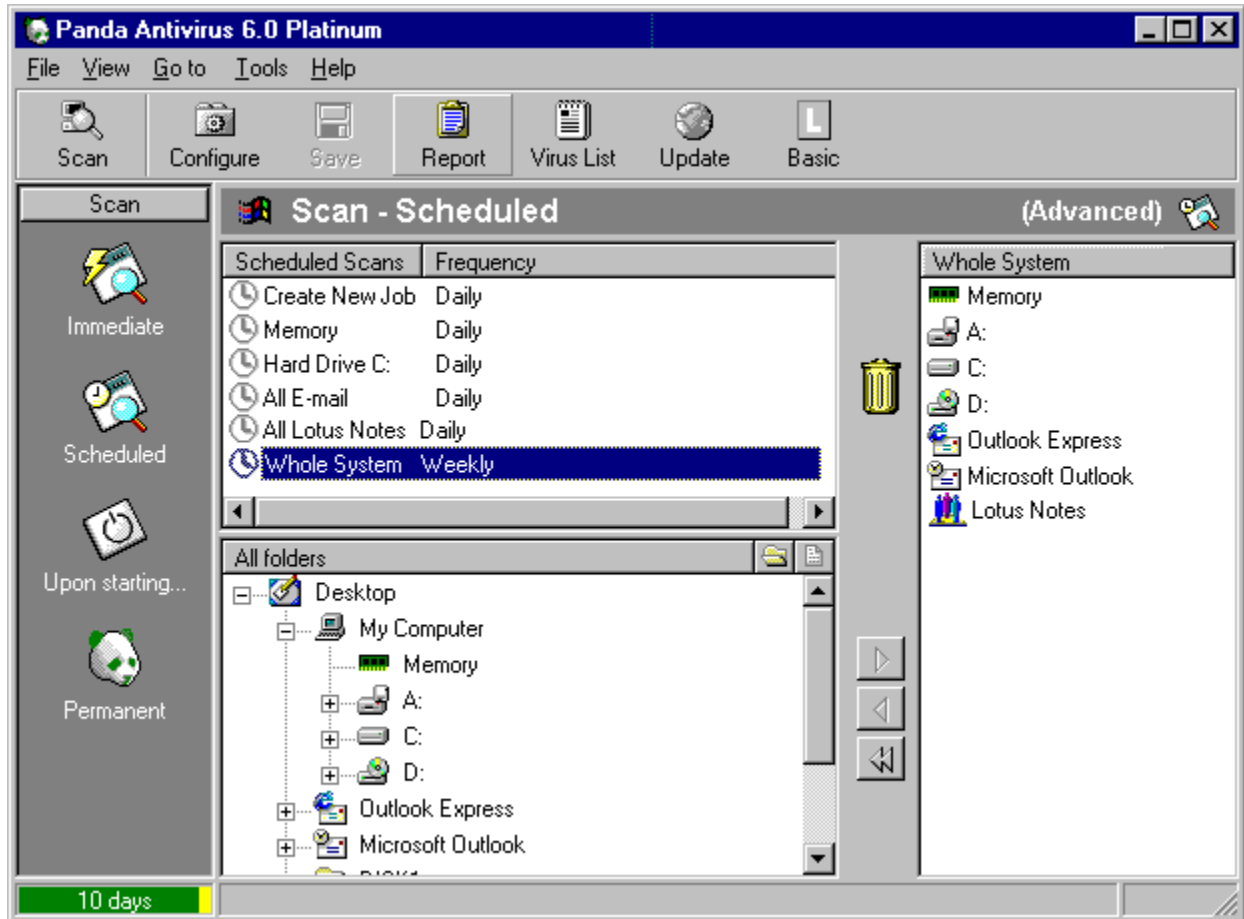 Panda Antivirus 6.0 Platinum
File View Go to Tools Help
Scan Configure Save Report Virus List Update L Basic
Scan
Immediate
Scheduled
Upon starting...
Permanent
Scan - Scheduled (Advanced)
Scheduled Scans Frequency
Create New Job Daily
Memory Daily
Hard Drive C: Daily
All E-mail Daily
All Lotus Notes Daily
Whole System Weekly
All folders
Desktop
My Computer
Memory
A:
C:
D:
Outlook Express
Microsoft Outlook
Whole System
Memory
A:
C:
D:
Outlook Express
Microsoft Outlook
Lotus Notes
10 days